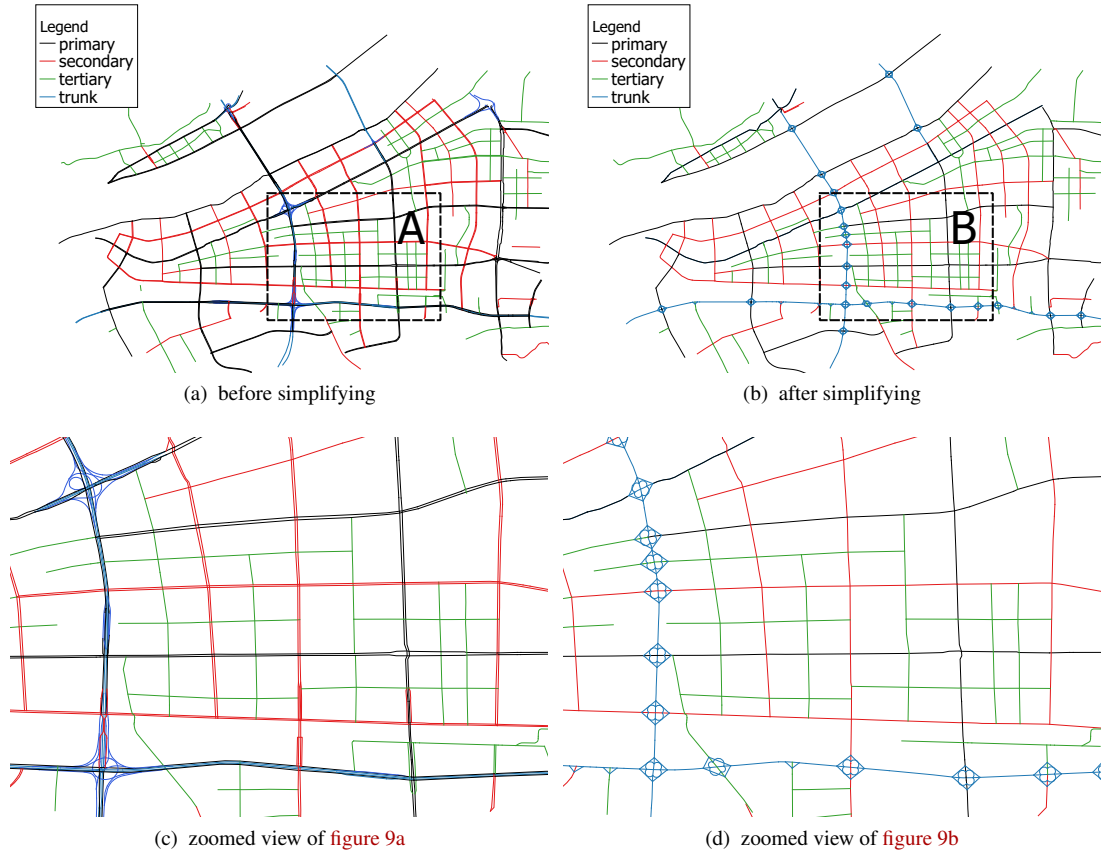 Legend
primary
secondary
tertiary
trunk
A
(a) before simplifying
Legend
primary
secondary
tertiary
trunk
B
(b) after simplifying
(c) zoomed view of figure 9a
(d) zoomed view of figure 9b